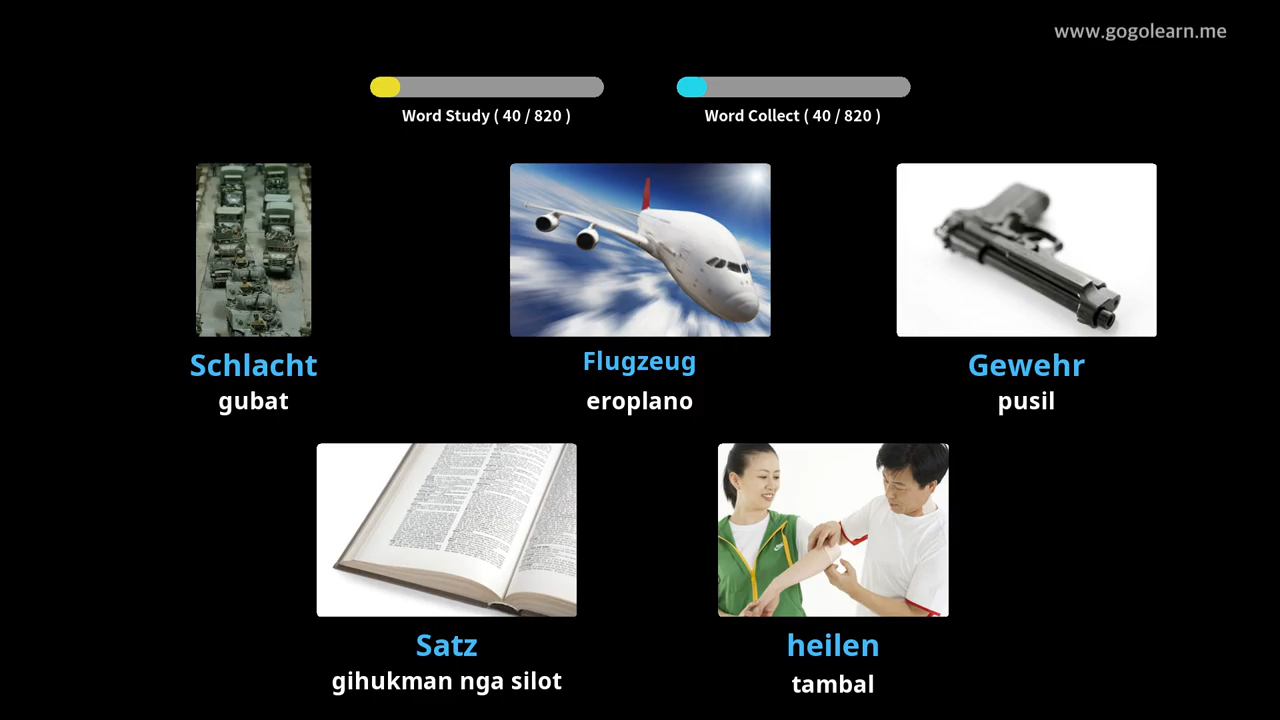 www.gogolearn.me
Word Study ( 40 / 820 )
Word Collect ( 40 / 820 )
Schlacht
gubat
Flugzeug
eroplano
Gewehr
pusil
Satz
gihukman nga silot
heilen
tambal